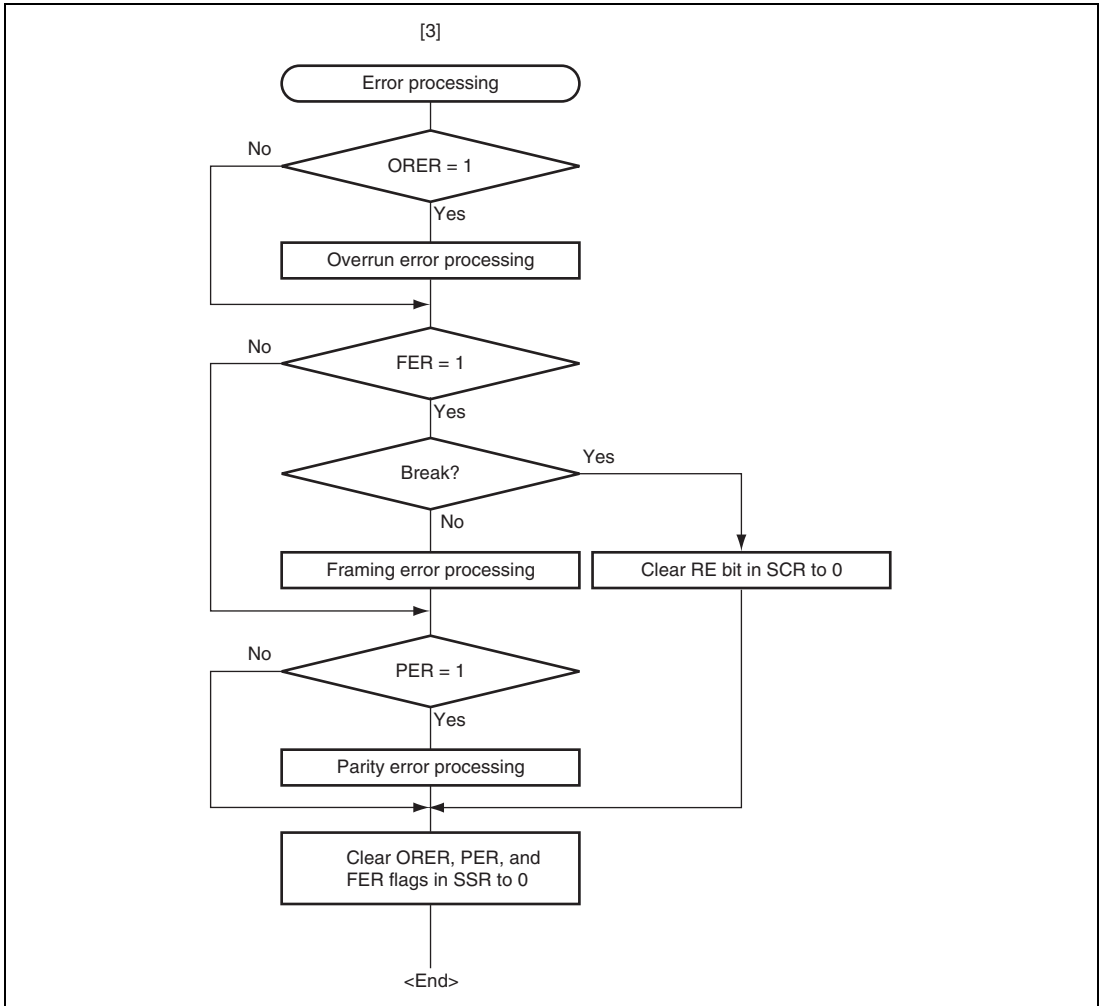 [3]
Error processing
No
ORER = 1
Yes
Overrun error processing
No
FER = 1
Yes
Break?
Yes
No
Framing error processing
Clear RE bit in SCR to 0
No
PER = 1
Yes
Parity error processing
Clear ORER, PER, and
FER flags in SSR to 0
<End>